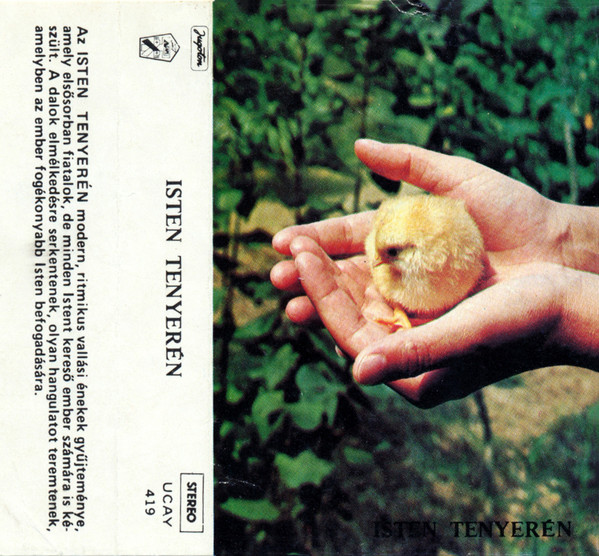 Az ISTEN TENYERÉN modern, ritmikus vallási énekek gyűjteménye,
amely elsősorban fiatalok, de minden Istent kereső ember számára is ké-
szült. A dalok elmélkedésre serkentenek, olyan hangulatot teremtenek,
amelyben az ember fogékonyabb Isten befogadására.
Jugoton
ISTEN TENYERÉN
STEREO
UCAY
419
ISTEN TENYERÉN